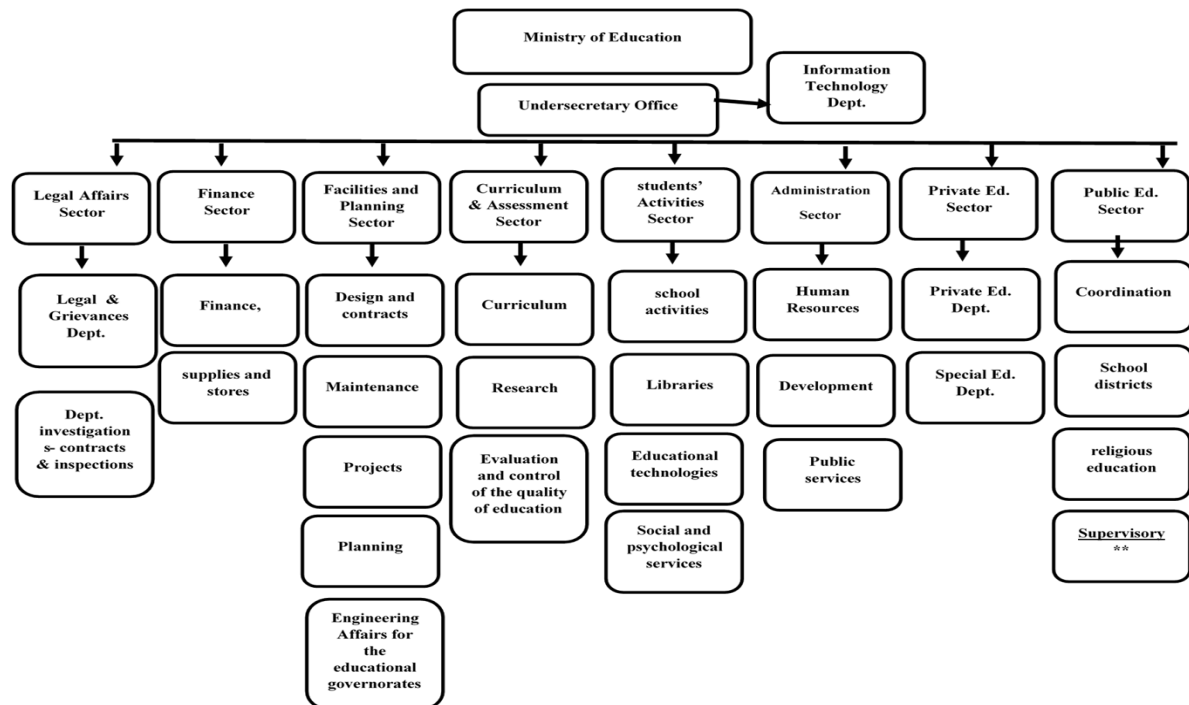 Ministry of Education
Information
Technology
Dept.
Undersecretary Office
Legal Affairs
Sector
Finance
Sector
Facilities and
Planning
Sector
Curriculum
& Assessment
Sector
students’
Activities
Sector
Administration
Sector
Private Ed.
Sector
Public Ed.
Sector
Legal &
Grievances
Dept.
Finance,
Design and
contracts
Curriculum
school
activities
Human
Resources
Private Ed.
Dept.
Coordination
supplies and
stores
Maintenance
Research
Libraries
Development
Special Ed.
Dept.
School
districts
Dept.
investigation
s- contracts
& inspections
Projects
Evaluation
and control
of the quality
of education
Educational
technologies
Public
services
religious
education
Planning
Social and
psychological
services
Supervisory
**
Engineering
Affairs for
the
educational
governorates